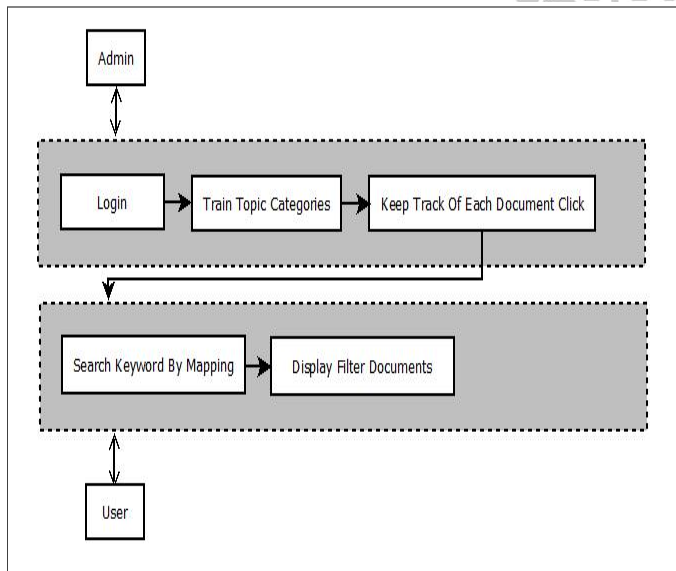 Admin
Login
Train Topic Categories
Keep Track Of Each Document Click
Search Keyword By Mapping
Display Filter Documents
User